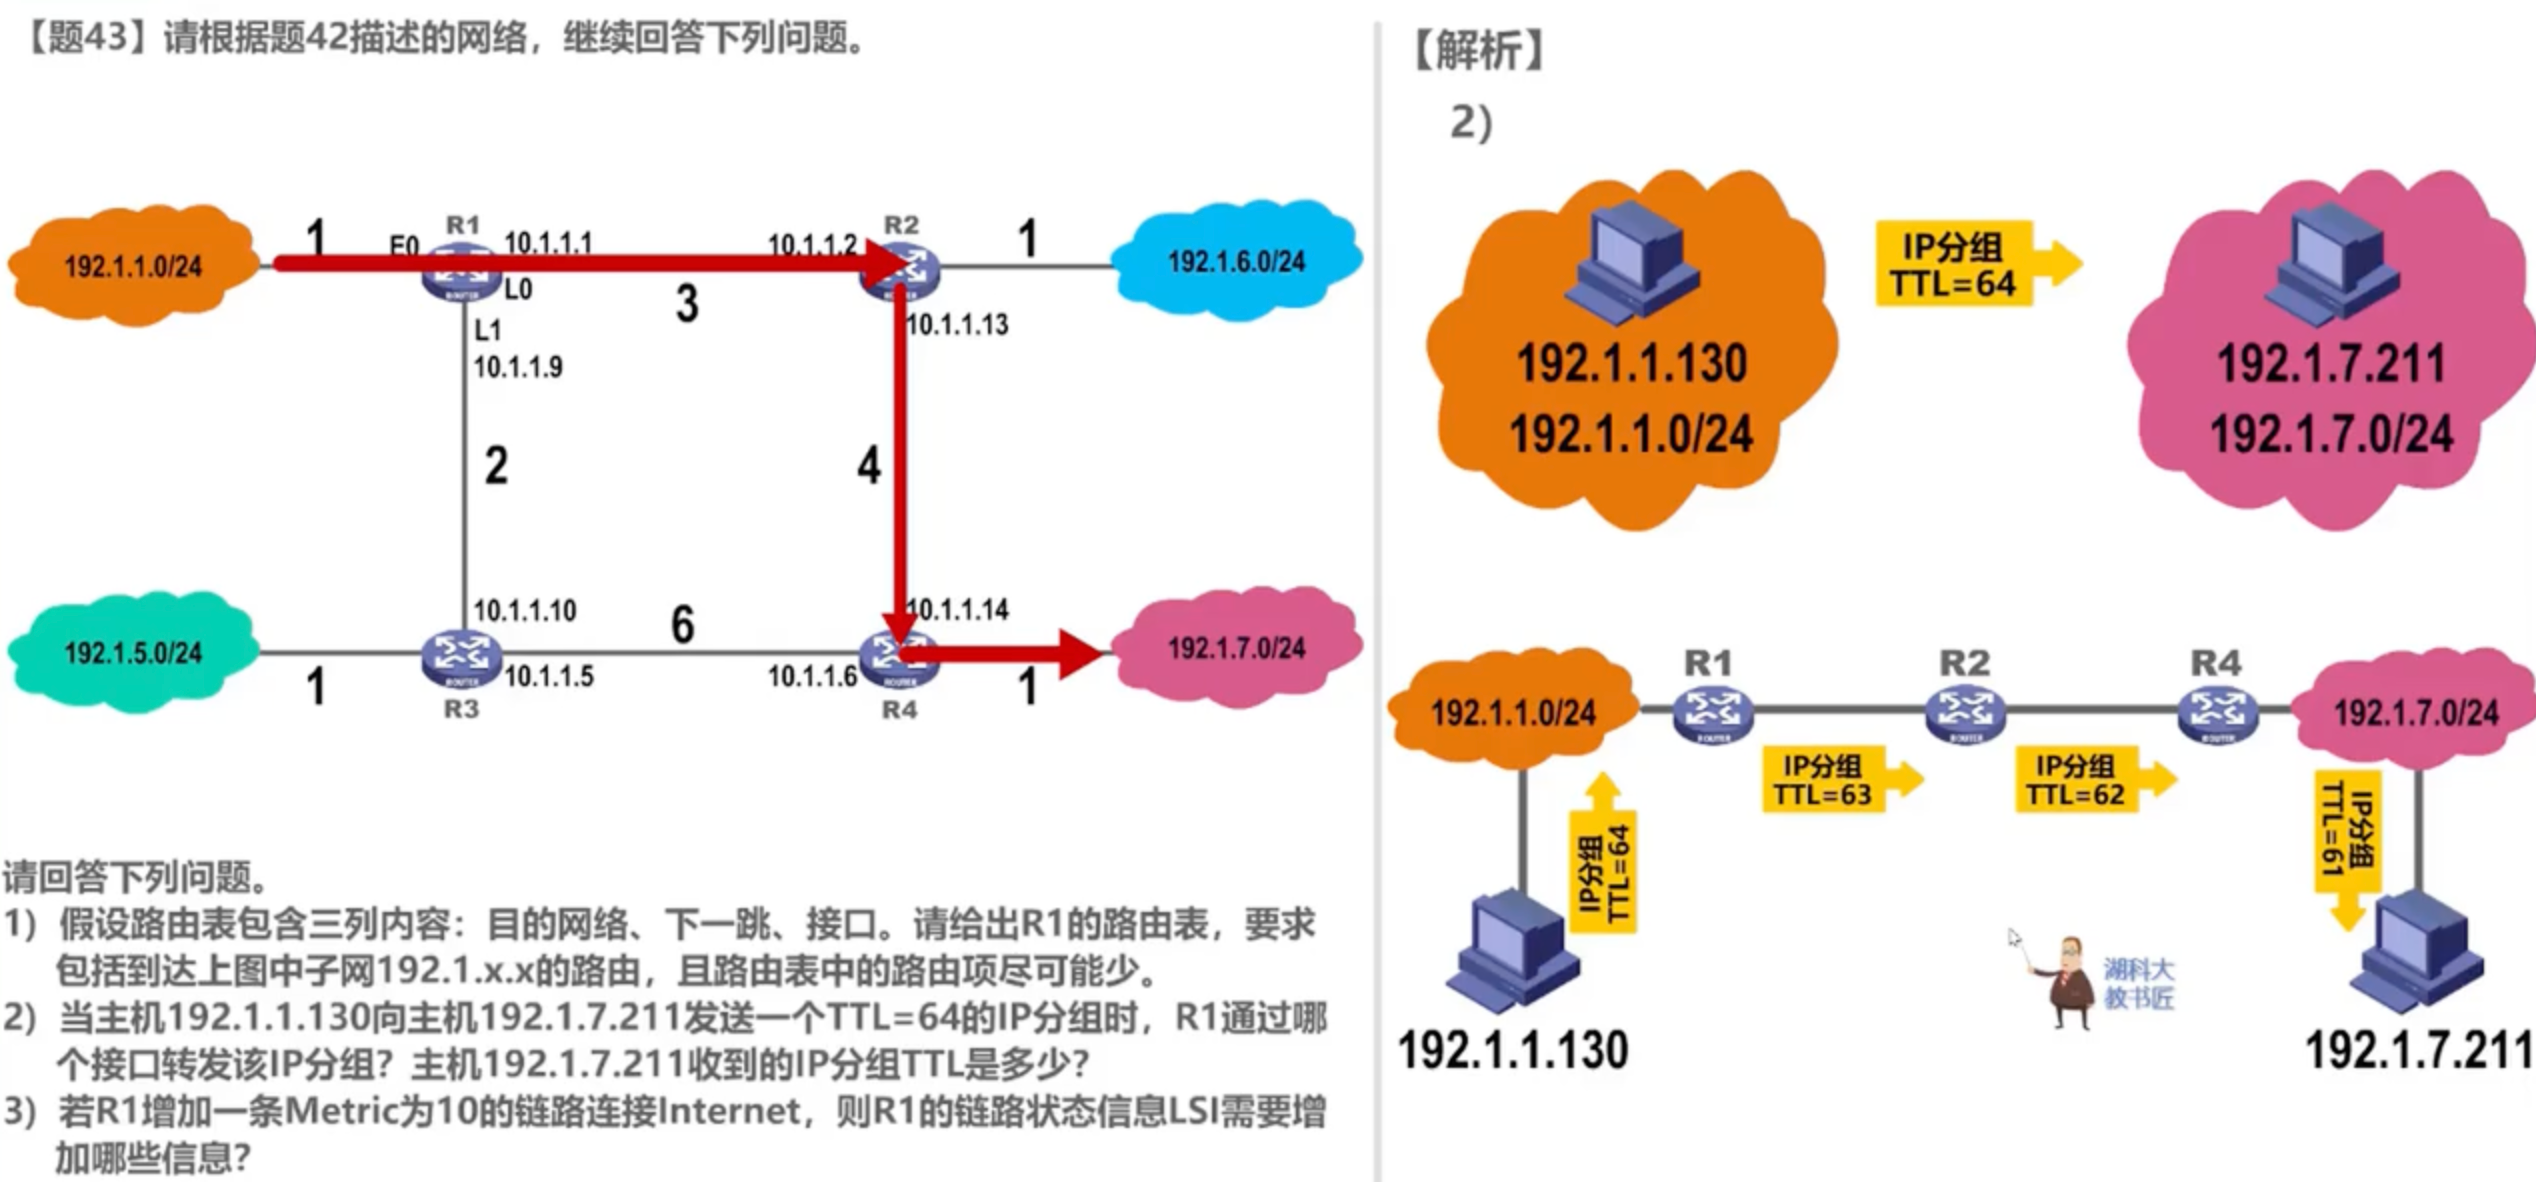 【题43】请根据题42描述的网络，继续回答下列问题。
192.1.1.0/24
1
E0
R1
10.1.1.1
L0
3
10.1.1.2
R2
1
192.1.6.0/24
L1
10.1.1.9
10.1.1.13
2
4
10.1.1.10
6
10.1.1.14
192.1.5.0/24
1
ROUTER
R3
10.1.1.5
10.1.1.6
ROUTER
R4
1
192.1.7.0/24
请回答下列问题。
1）假设路由表包含三列内容：目的网络、下一跳、接口。请给出R1的路由表，要求
包括到达上图中子网192.1.x.x的路由，且路由表中的路由项尽可能少。
2）当主机192.1.1.130向主机192.1.7.211发送一个TTL=64的IP分组时，R1通过哪
个接口转发该IP分组？主机192.1.7.211收到的IP分组TTL是多少？
3）若R1增加一条Metric为10的链路连接Internet，则R1的链路状态信息LSI需要增
加哪些信息？
【解析】
2）
192.1.1.130
192.1.1.0/24
IP分组
TTL=64
192.1.7.211
192.1.7.0/24
192.1.1.0/24
R1
ROUTER
R2
ROUTER
R4
ROUTER
192.1.7.0/24
IP分组
TTL=64
IP分组
TTL=63
IP分组
TTL=62
IP分组
TTL=61
湖科大
教书匠
192.1.1.130
192.1.7.211